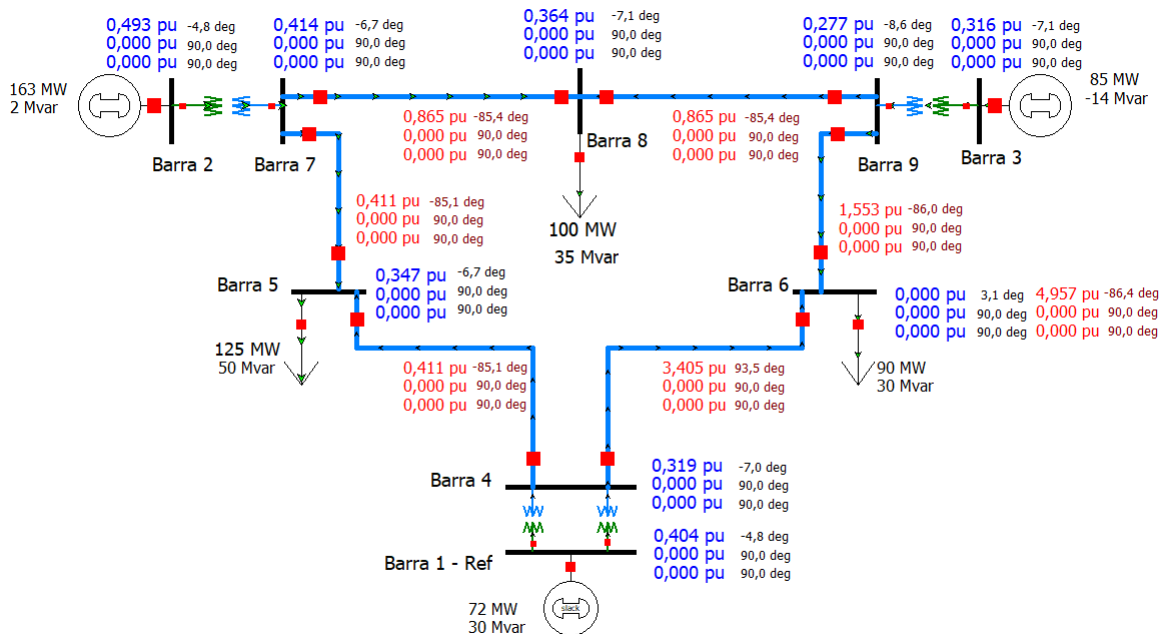 0,493 pu -4,8 deg
0,000 pu 90,0 deg
0,000 pu 90,0 deg
0,414 pu -6,7 deg
0,000 pu 90,0 deg
0,000 pu 90,0 deg
0,364 pu -7,1 deg
0,000 pu 90,0 deg
0,000 pu 90,0 deg
0,277 pu -8,6 deg
0,000 pu 90,0 deg
0,000 pu 90,0 deg
0,316 pu -7,1 deg
0,000 pu 90,0 deg
0,000 pu 90,0 deg
163 MW
2 Mvar
85 MW
-14 Mvar
Barra 2
Barra 7
0,865 pu -85,4 deg
0,000 pu 90,0 deg
0,000 pu 90,0 deg
Barra 8
0,865 pu -85,4 deg
0,000 pu 90,0 deg
0,000 pu 90,0 deg
Barra 9
Barra 3
0,411 pu -85,1 deg
0,000 pu 90,0 deg
0,000 pu 90,0 deg
100 MW
35 Mvar
1,553 pu -86,0 deg
0,000 pu 90,0 deg
0,000 pu 90,0 deg
Barra 5
0,347 pu -6,7 deg
0,000 pu 90,0 deg
0,000 pu 90,0 deg
Barra 6
0,000 pu 3,1 deg
0,000 pu 90,0 deg
0,000 pu 90,0 deg
4,957 pu -86,4 deg
0,000 pu 90,0 deg
0,000 pu 90,0 deg
125 MW
50 Mvar
0,411 pu -85,1 deg
0,000 pu 90,0 deg
0,000 pu 90,0 deg
3,405 pu 93,5 deg
0,000 pu 90,0 deg
0,000 pu 90,0 deg
90 MW
30 Mvar
Barra 4
0,319 pu -7,0 deg
0,000 pu 90,0 deg
0,000 pu 90,0 deg
Barra 1 - Ref
0,404 pu -4,8 deg
0,000 pu 90,0 deg
0,000 pu 90,0 deg
72 MW
30 Mvar
slack